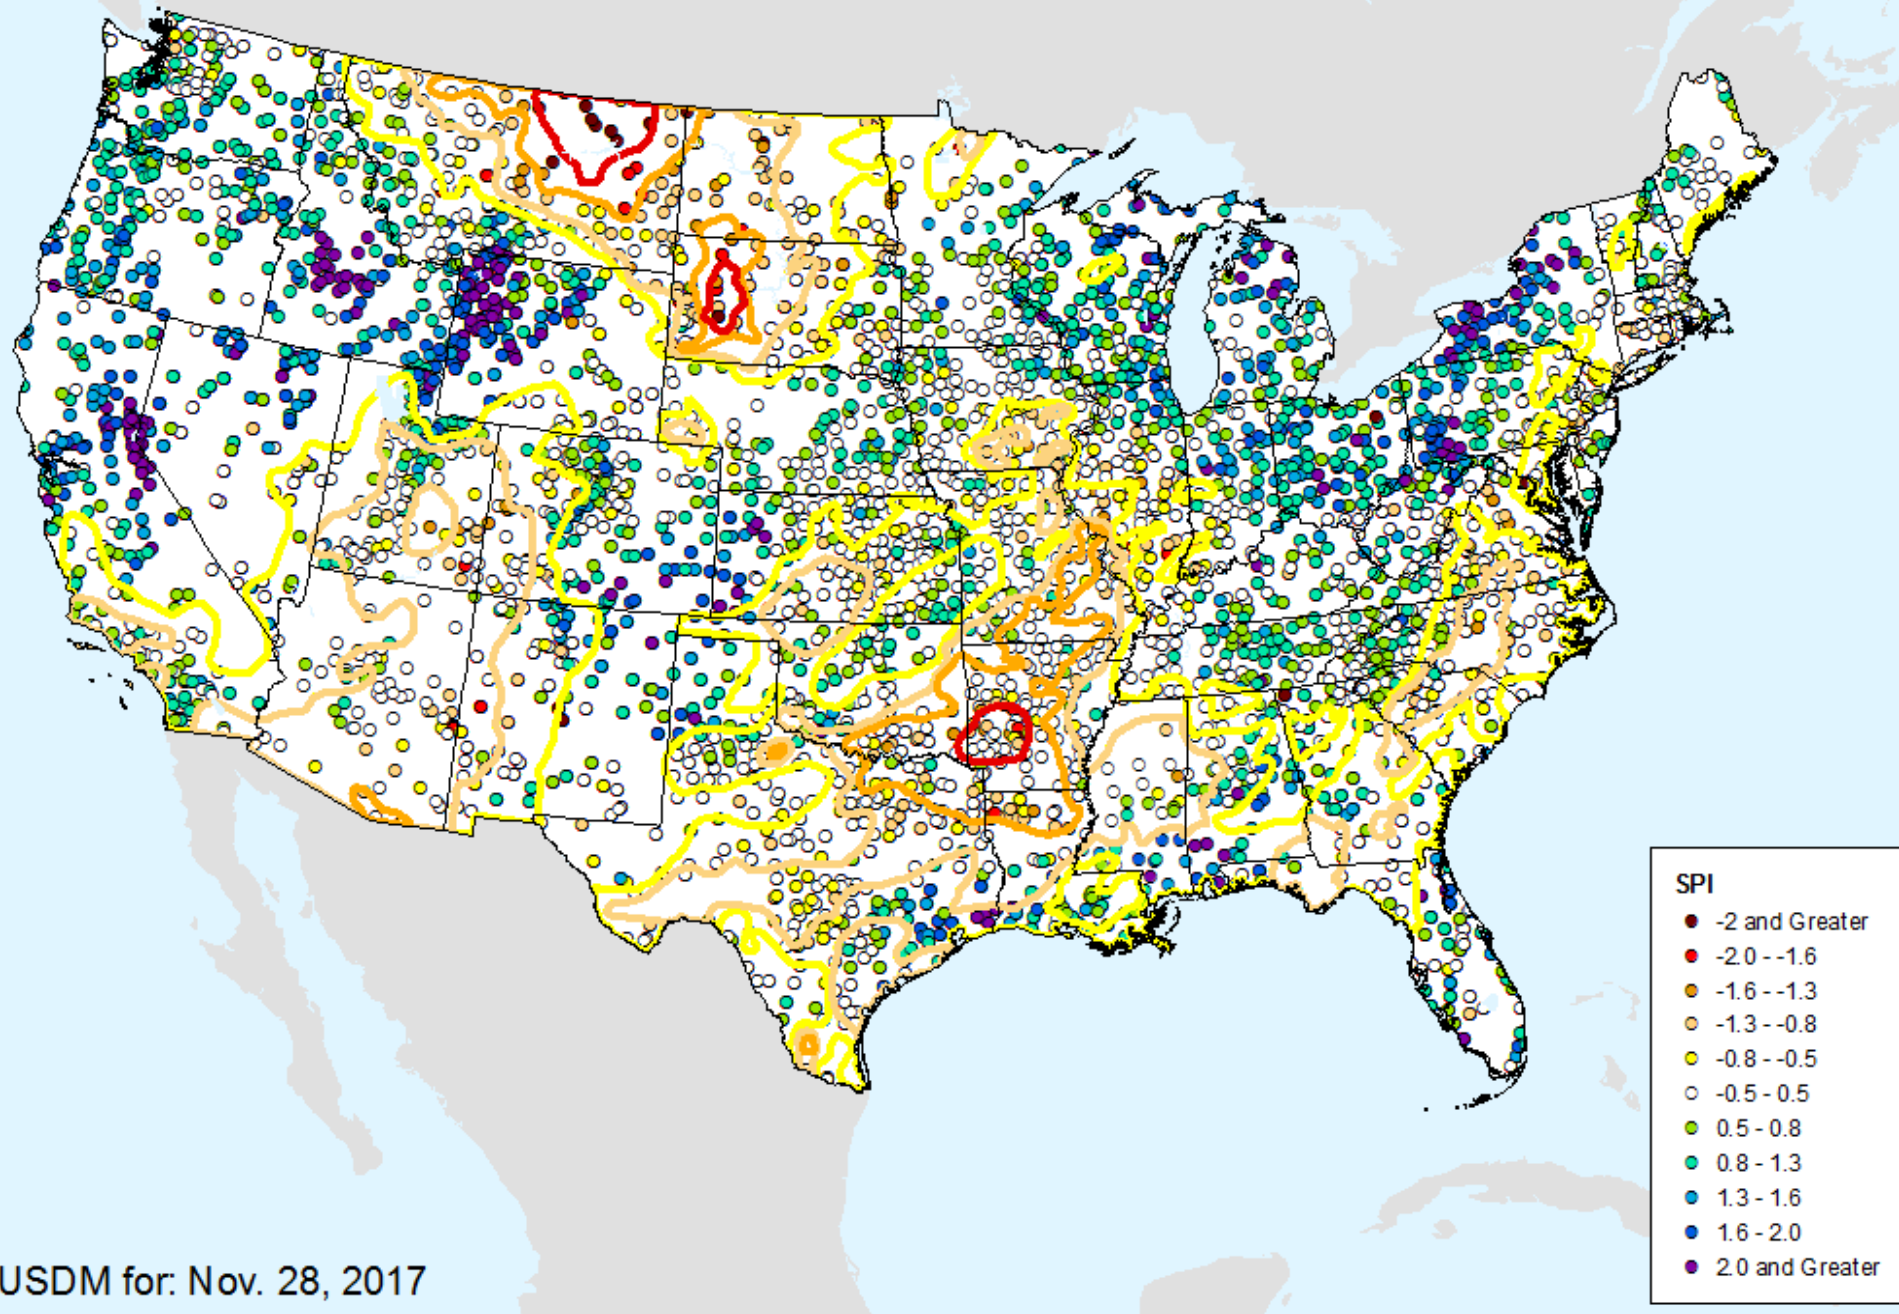 SPI
-2 and Greater
-2.0 - -1.6
-1.6 - -1.3
-1.3 - -0.8
-0.8 - -0.5
-0.5 - 0.5
0.5 - 0.8
0.8 - 1.3
1.3 - 1.6
1.6 - 2.0
2.0 and Greater
USDM for: Nov. 28, 2017